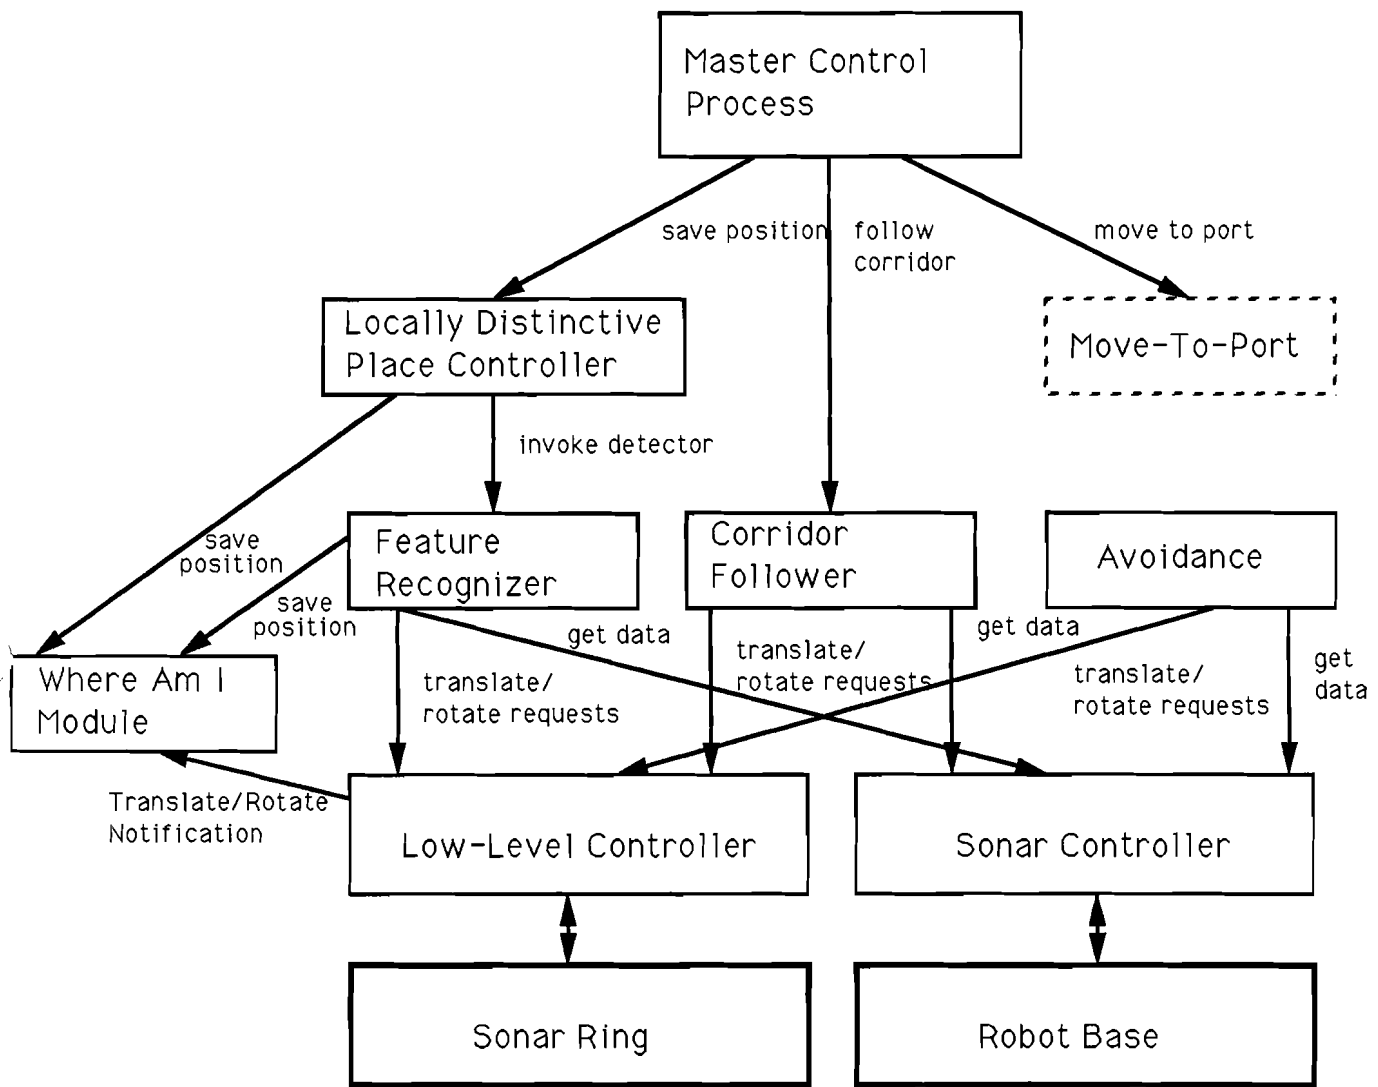 Master Control
Process
save position
follow
corridor
move to port
Locally Distinctive
Place Controller
Move-To-Port
invoke detector
save
position
Feature
Recognizer
Corridor
Follower
Avoidance
save
position
get data
get data
translate/
rotate requests
translate/
rotate requests
translate/
rotate requests
get
data
Where Am I
Module
Translate/Rotate
Notification
Low-Level Controller
Sonar Controller
Sonar Ring
Robot Base